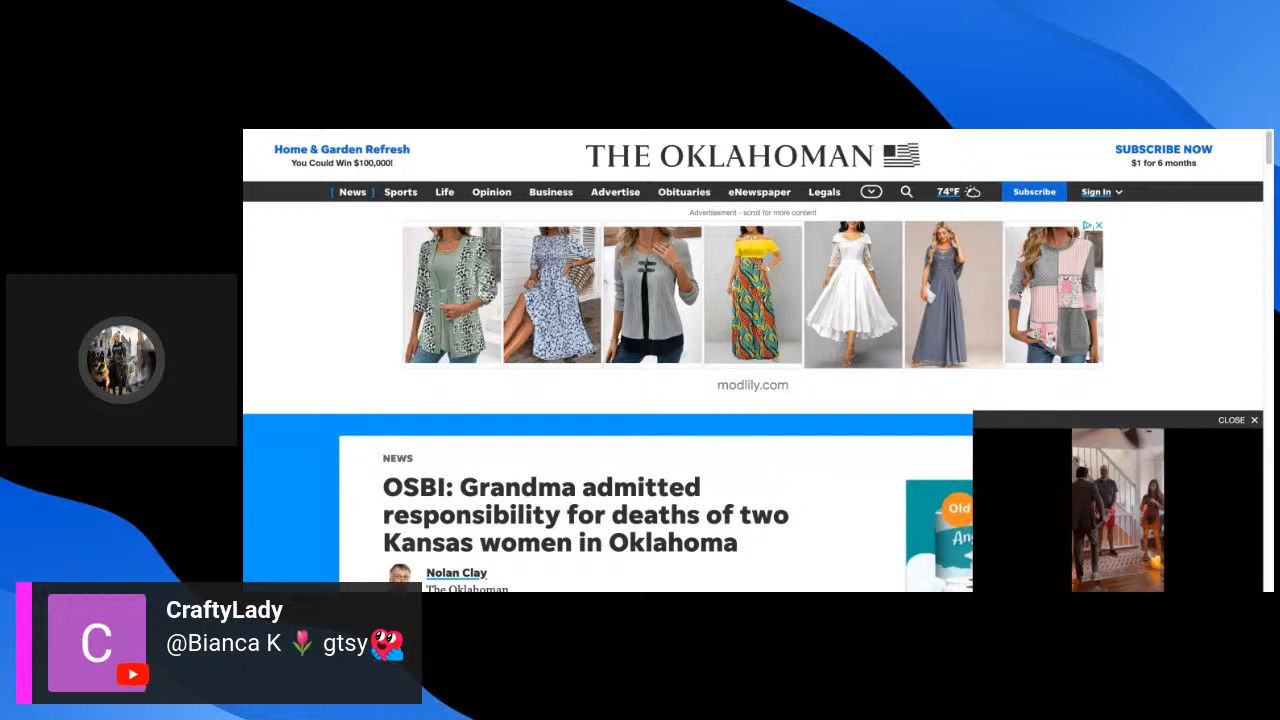 Home & Garden Refresh
You Could Win $100,000!
THE OKLAHOMAN
SUBSCRIBE NOW
$1 for 6 months
[ News ] Sports Life Opinion Business Advertise Obituaries eNewspaper Legals 74°F Subscribe Sign In
Advertisement - scroll for more content
modlily.com
CLOSE X
NEWS
OSBI: Grandma admitted
responsibility for deaths of two
Kansas women in Oklahoma
Nolan Clay
The Oklahoman
Old
An
C
CraftyLady
@Bianca K 🌷 gtsy